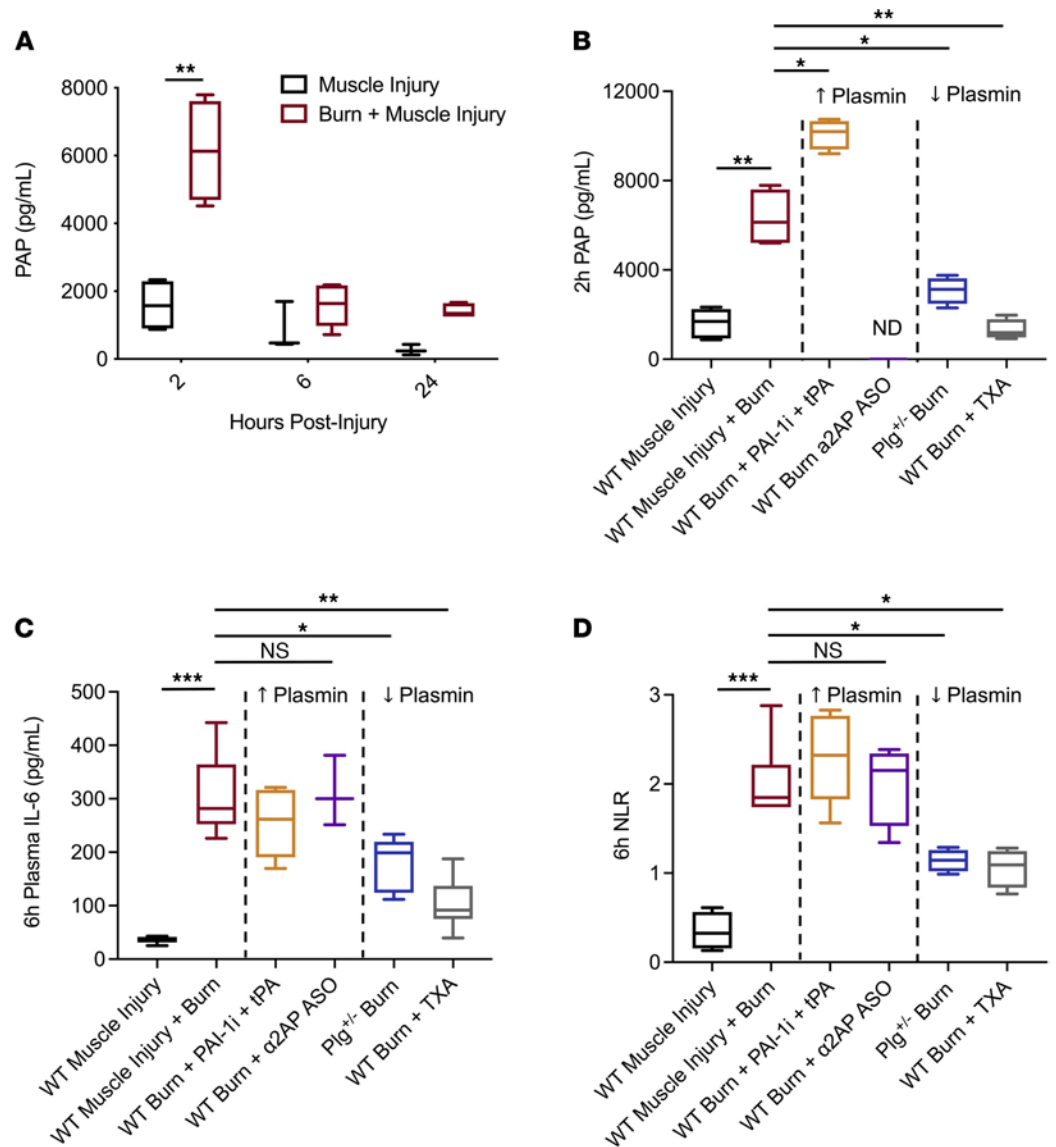 A
**
Muscle Injury
Burn + Muscle Injury
PAP (pg/mL)
8000
6000
4000
2000
0
2
6
24
Hours Post-Injury
B
**
*
*
↑ Plasmin
↓ Plasmin
**
ND
2h PAP (pg/mL)
12000
8000
4000
0
WT Muscle Injury
WT Muscle Injury + Burn
WT Burn + PAI-1i + tPA
WT Burn a2AP ASO
Plg+/- Burn
WT Burn + TXA
C
**
*
NS
***
↑ Plasmin
↓ Plasmin
6h Plasma IL-6 (pg/mL)
500
400
300
200
100
0
WT Muscle Injury
WT Muscle Injury + Burn
WT Burn + PAI-1i + tPA
WT Burn + α2AP ASO
Plg+/- Burn
WT Burn + TXA
D
*
*
NS
***
↑ Plasmin
↓ Plasmin
6h NLR
3
2
1
0
WT Muscle Injury
WT Muscle Injury + Burn
WT Burn + PAI-1i + tPA
WT Burn + α2AP ASO
Plg+/- Burn
WT Burn + TXA